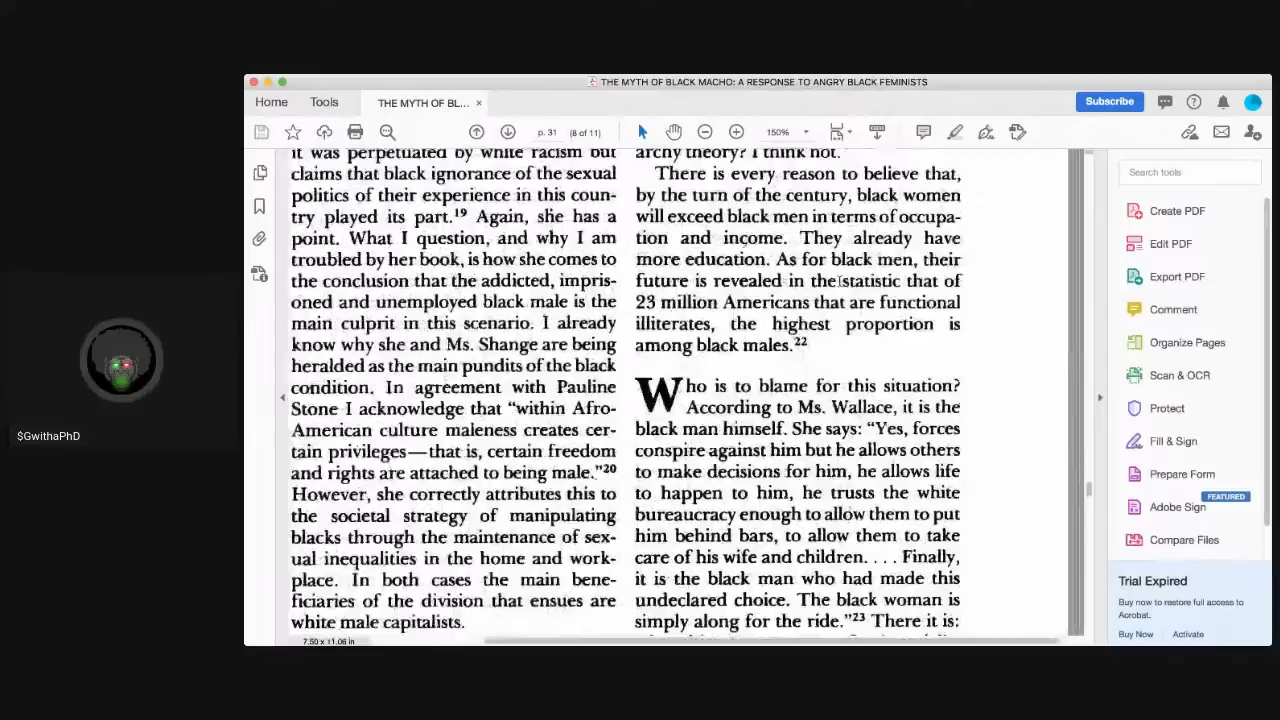 THE MYTH OF BLACK MACHO: A RESPONSE TO ANGRY BLACK FEMINISTS
Home Tools THE MYTH OF BL... × Subscribe
p. 31 (8 of 11) 150%
it was perpetuated by white racism but
claims that black ignorance of the sexual
politics of their experience in this coun-
try played its part.19 Again, she has a
point. What I question, and why I am
troubled by her book, is how she comes to
the conclusion that the addicted, impris-
oned and unemployed black male is the
main culprit in this scenario. I already
know why she and Ms. Shange are being
heralded as the main pundits of the black
condition. In agreement with Pauline
Stone I acknowledge that “within Afro-
American culture maleness creates cer-
tain privileges—that is, certain freedom
and rights are attached to being male.”20
However, she correctly attributes this to
the societal strategy of manipulating
blacks through the maintenance of sex-
ual inequalities in the home and work-
place. In both cases the main bene-
ficiaries of the division that ensues are
white male capitalists.
7.50 x 11.06 in
archy theory? I think not.
There is every reason to believe that,
by the turn of the century, black women
will exceed black men in terms of occupa-
tion and income. They already have
more education. As for black men, their
future is revealed in the statistic that of
23 million Americans that are functional
illiterates, the highest proportion is
among black males.22
Who is to blame for this situation?
According to Ms. Wallace, it is the
black man himself. She says: “Yes, forces
conspire against him but he allows others
to make decisions for him, he allows life
to happen to him, he trusts the white
bureaucracy enough to allow them to put
him behind bars, to allow them to take
care of his wife and children. . . . Finally,
it is the black man who had made this
undeclared choice. The black woman is
simply along for the ride.”23 There it is:
Search tools
Create PDF
Edit PDF
Export PDF
Comment
Organize Pages
Scan & OCR
Protect
Fill & Sign
Prepare Form
FEATURED
Adobe Sign
Compare Files
Trial Expired
Buy now to restore full access to
Acrobat.
Buy Now Activate
$GwithaPhD